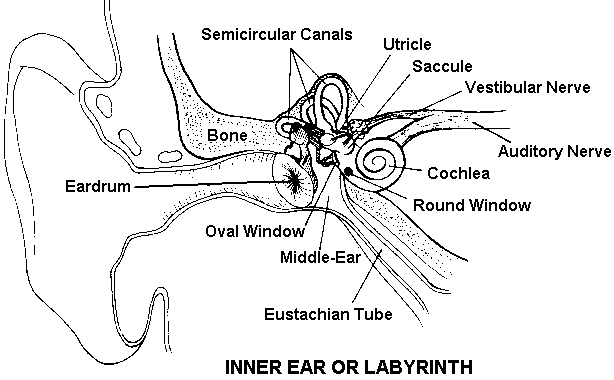 Semicircular Canals
Utricle
Saccule
Vestibular Nerve
Bone
Auditory Nerve
Cochlea
Eardrum
Round Window
Oval Window
Middle-Ear
Eustachian Tube
INNER EAR OR LABYRINTH